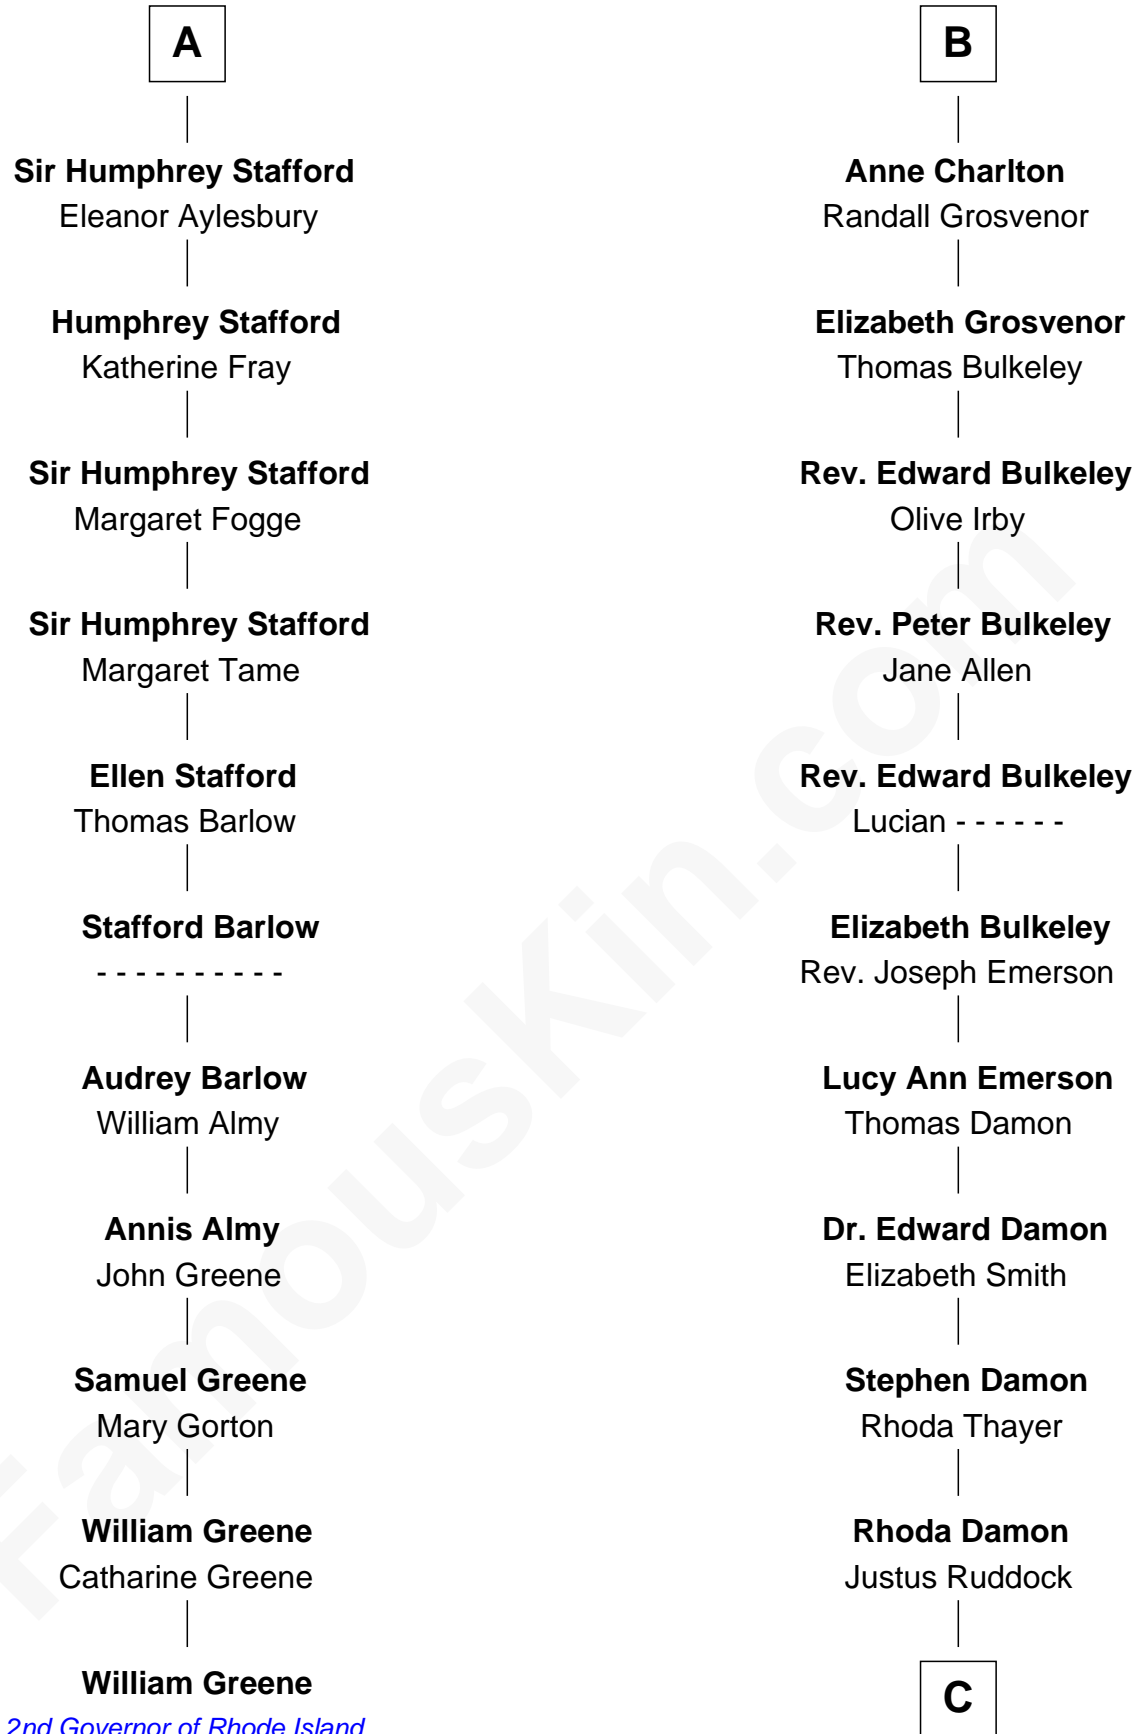 A
Sir Humphrey Stafford
Eleanor Aylesbury
Humphrey Stafford
Katherine Fray
Sir Humphrey Stafford
Margaret Fogge
Sir Humphrey Stafford
Margaret Tame
Ellen Stafford
Thomas Barlow
Stafford Barlow
- - - - - - - - - -
Audrey Barlow
William Almy
Annis Almy
John Greene
Samuel Greene
Mary Gorton
William Greene
Catharine Greene
William Greene
2nd Governor of Rhode Island
B
Anne Charlton
Randall Grosvenor
Elizabeth Grosvenor
Thomas Bulkeley
Rev. Edward Bulkeley
Olive Irby
Rev. Peter Bulkeley
Jane Allen
Rev. Edward Bulkeley
Lucian - - - - - -
Elizabeth Bulkeley
Rev. Joseph Emerson
Lucy Ann Emerson
Thomas Damon
Dr. Edward Damon
Elizabeth Smith
Stephen Damon
Rhoda Thayer
Rhoda Damon
Justus Ruddock
C
FamousKin.com